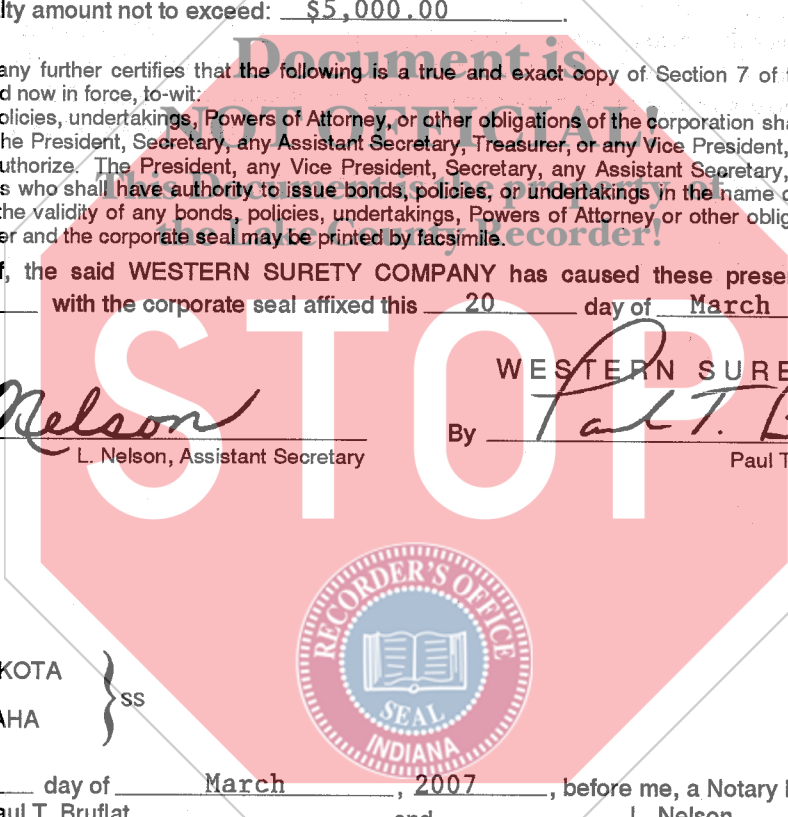 lty amount not to exceed: $5,000.00.
Document is
any further certifies that the following is a true and exact copy of Section 7 of
d now in force, to-wit:
NOT OFFICIAL!
olicies, undertakings, Powers of Attorney, or other obligations of the corporation sha
he President, Secretary, any Assistant Secretary, Treasurer, or any Vice President,
uthorize. The President, any Vice President, Secretary, any Assistant Secretary,
This Document is the property of
s who shall have authority to issue bonds, policies, or undertakings in the name
the validity of any bonds, policies, undertakings, Powers of Attorney or other oblig
the Lake County Recorder!
er and the corporate seal may be printed by facsimile.
f, the said WESTERN SURETY COMPANY has caused these prese
with the corporate seal affixed this 20 day of March
STOP
WESTERN SURE
Nelson
By Paul T. B
L. Nelson, Assistant Secretary
Paul T
RECORDER'S OFFICE
SEAL
INDIANA
KOTA
SS
AHA
day of March, 2007, before me, a Notary
aul T. Bruflat and L. Nelson